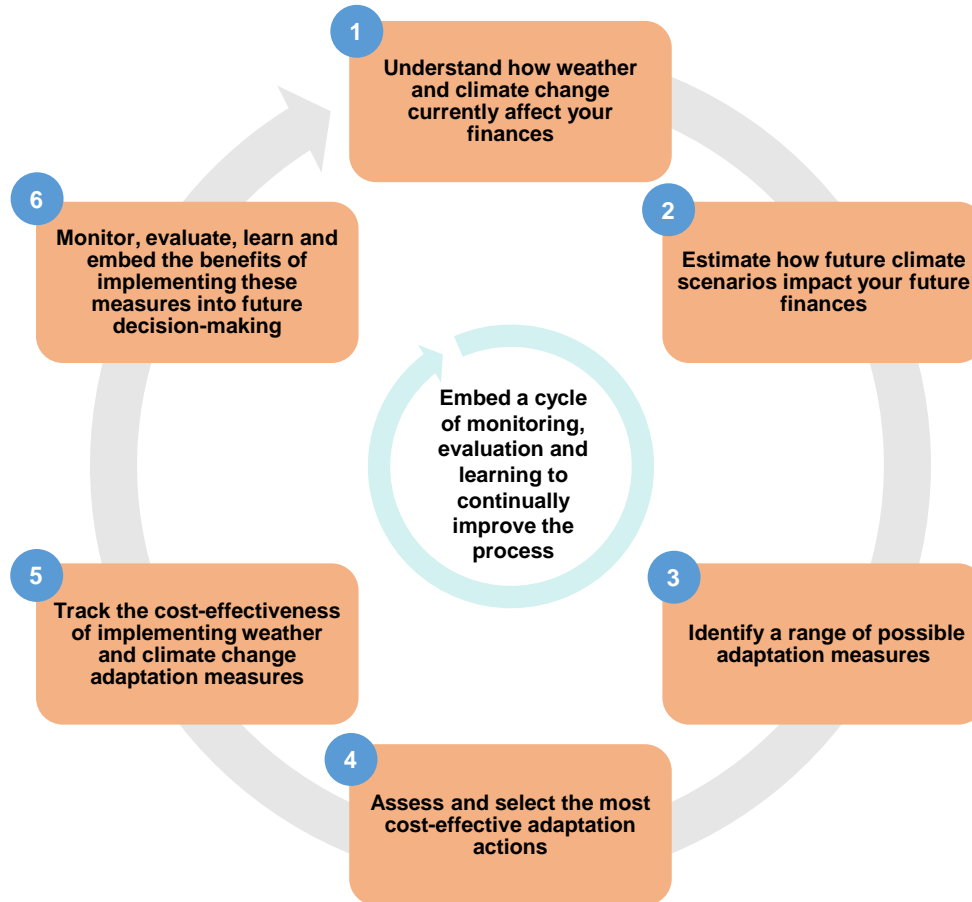 1
Understand how weather
and climate change
currently affect your
finances
2
Estimate how future climate
scenarios impact your future
finances
3
Identify a range of possible
adaptation measures
4
Assess and select the most
cost-effective adaptation
actions
5
Track the cost-effectiveness
of implementing weather
and climate change
adaptation measures
6
Monitor, evaluate, learn and
embed the benefits of
implementing these
measures into future
decision-making
Embed a cycle
of monitoring,
evaluation and
learning to
continually
improve the
process